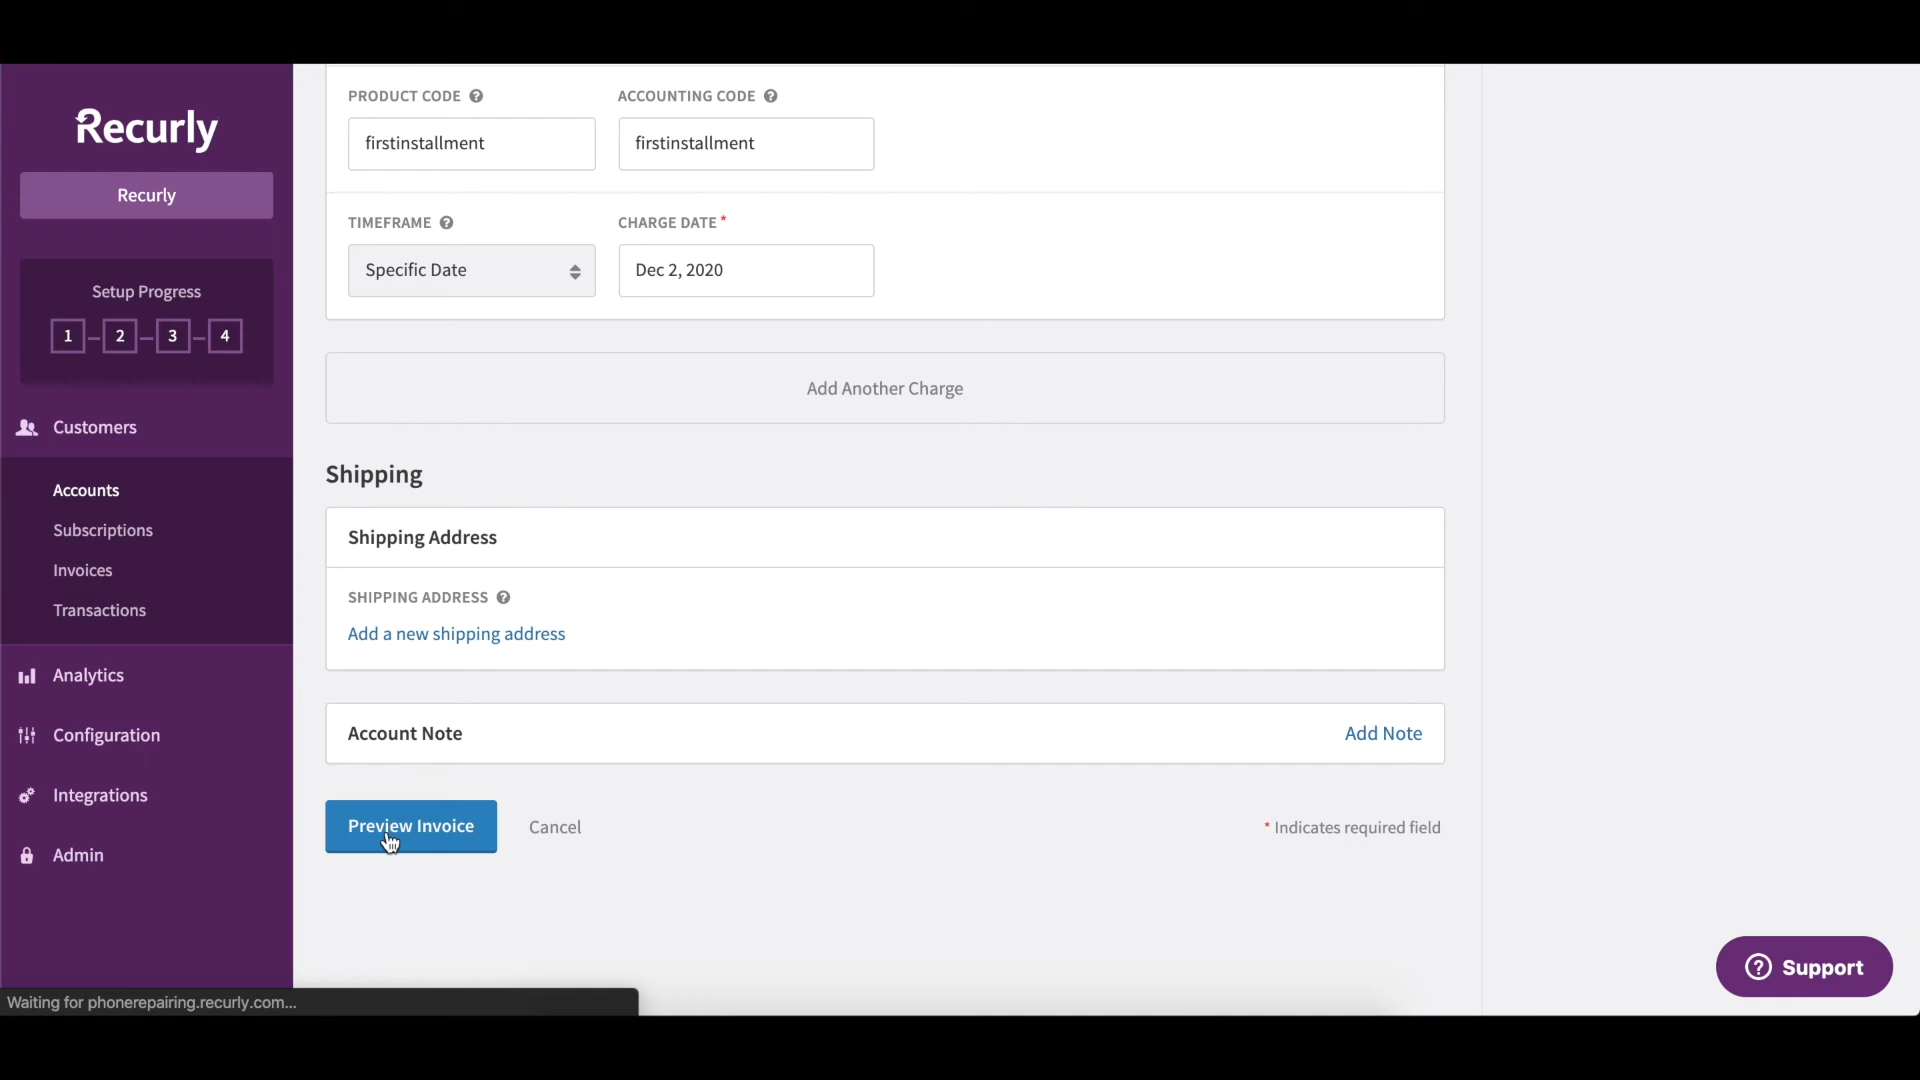 Recurly
Recurly
Setup Progress
1 2 3 4
Customers
Accounts
Subscriptions
Invoices
Transactions
Analytics
Configuration
Integrations
Admin
PRODUCT CODE ? ACCOUNTING CODE ?
firstinstallment firstinstallment
TIMEFRAME ? CHARGE DATE *
Specific Date Dec 2, 2020
Add Another Charge
Shipping
Shipping Address
SHIPPING ADDRESS ?
Add a new shipping address
Account Note Add Note
Preview Invoice Cancel * Indicates required field
? Support
Waiting for phonerepairing.recurly.com...